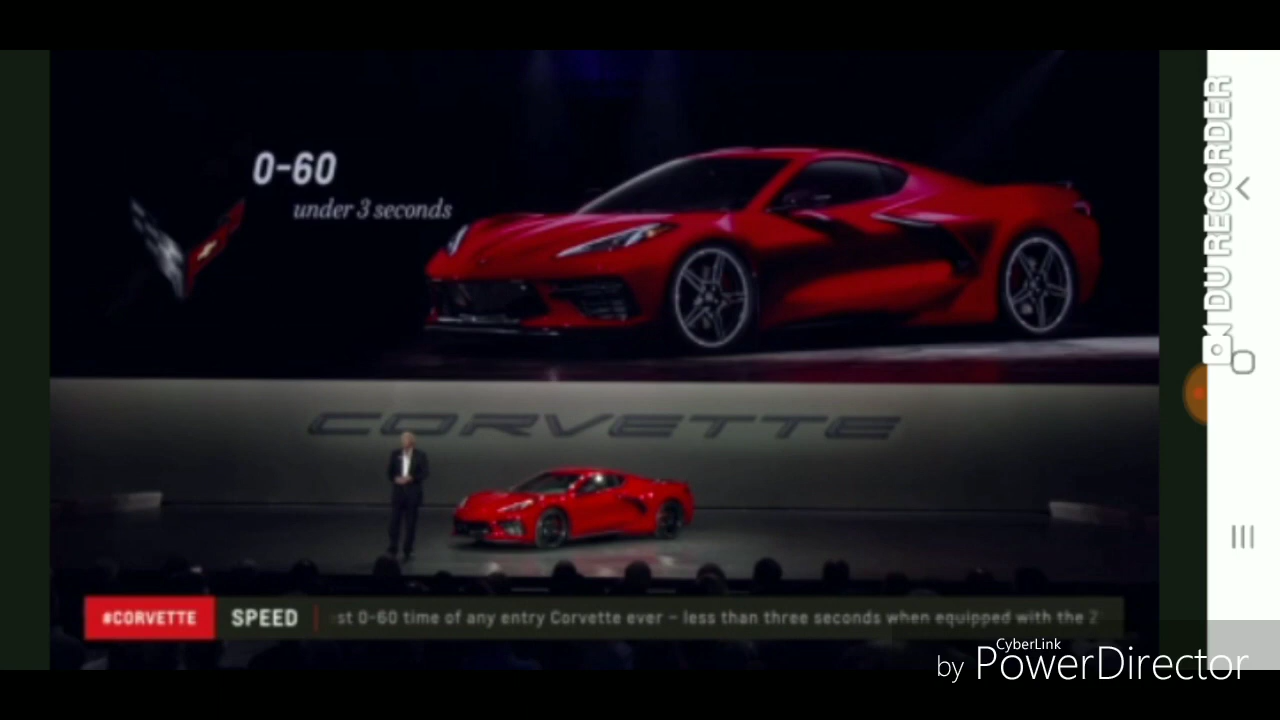 0-60
under 3 seconds
CORVETTE
#CORVETTE
SPEED
st 0-60 time of any entry Corvette ever – less than three seconds when equipped with the Z
DU RECORDER
CyberLink
by PowerDirector